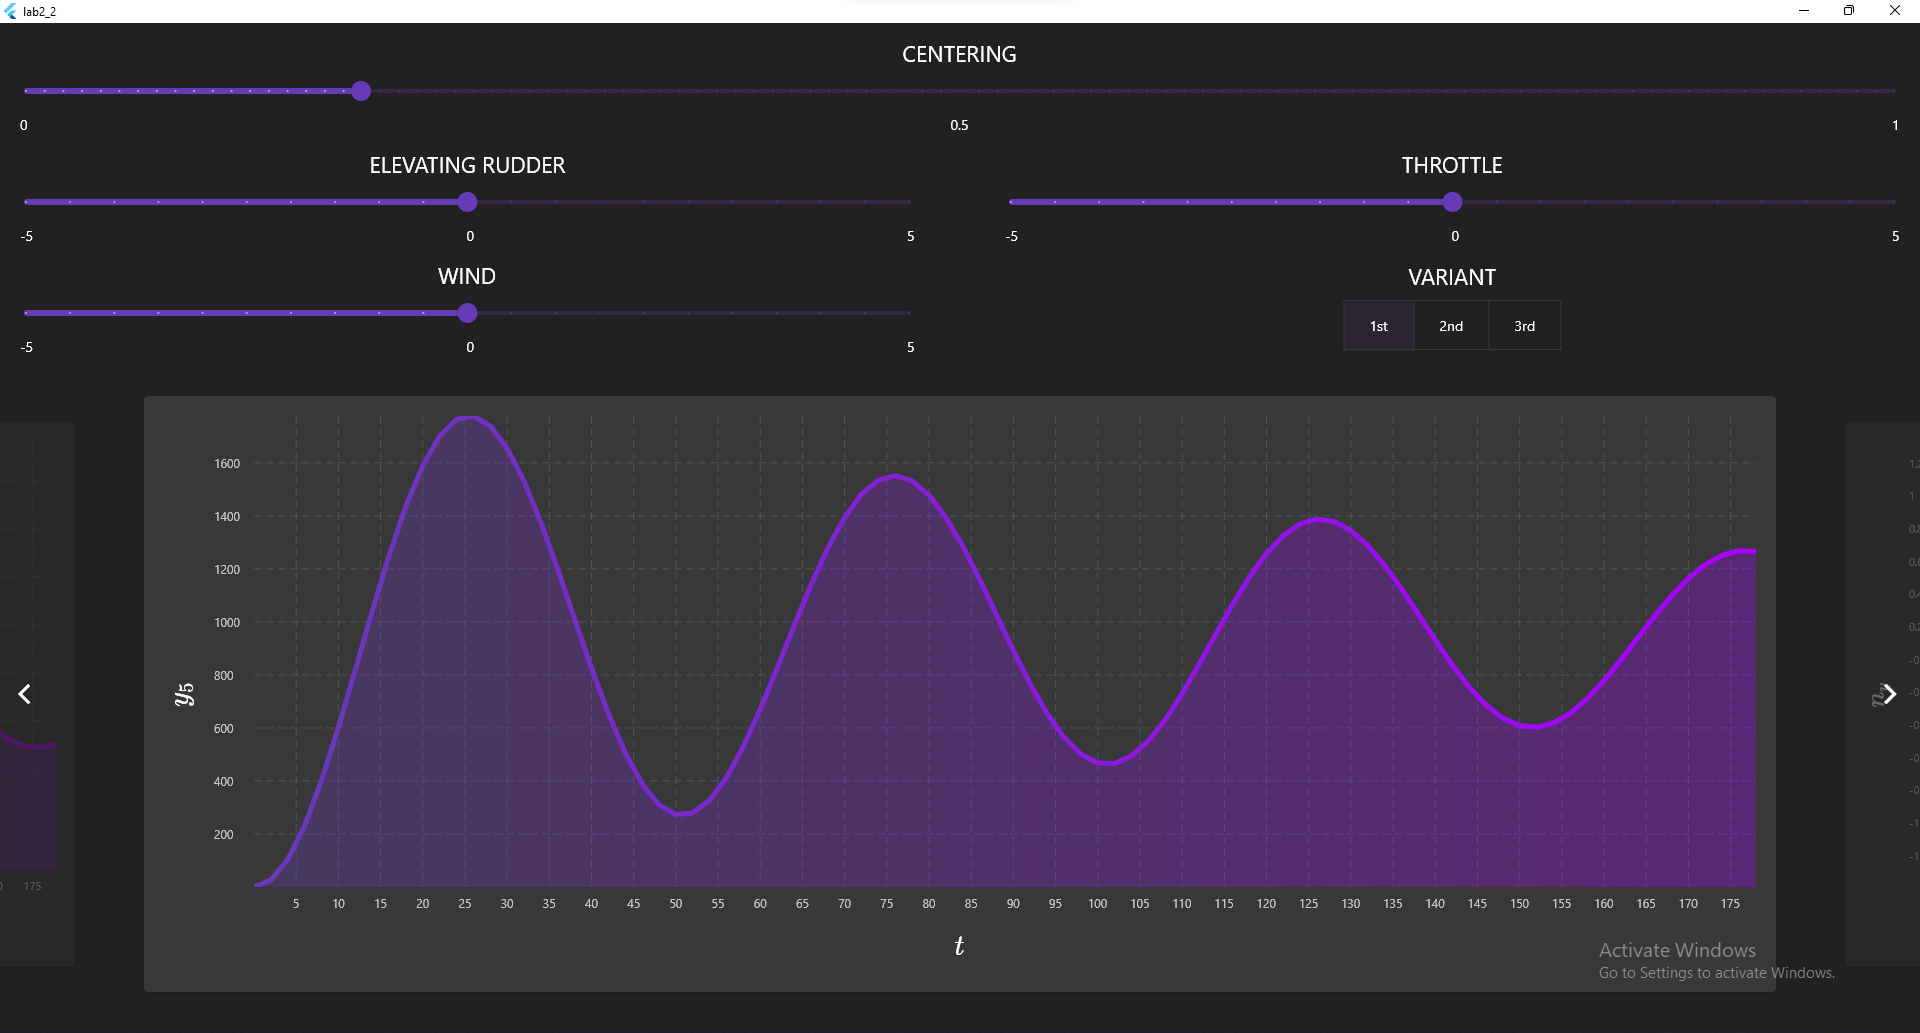 lab2_2
CENTERING
0 0.5 1
ELEVATING RUDDER THROTTLE
-5 0 5 -5 0 5
WIND VARIANT
1st 2nd 3rd
-5 0 5
1600
1400
1200
1000
800
600
400
200
y5
5 10 15 20 25 30 35 40 45 50 55 60 65 70 75 80 85 90 95 100 105 110 115 120 125 130 135 140 145 150 155 160 165 170 175
t
175
1
Activate Windows
Go to Settings to activate Windows.